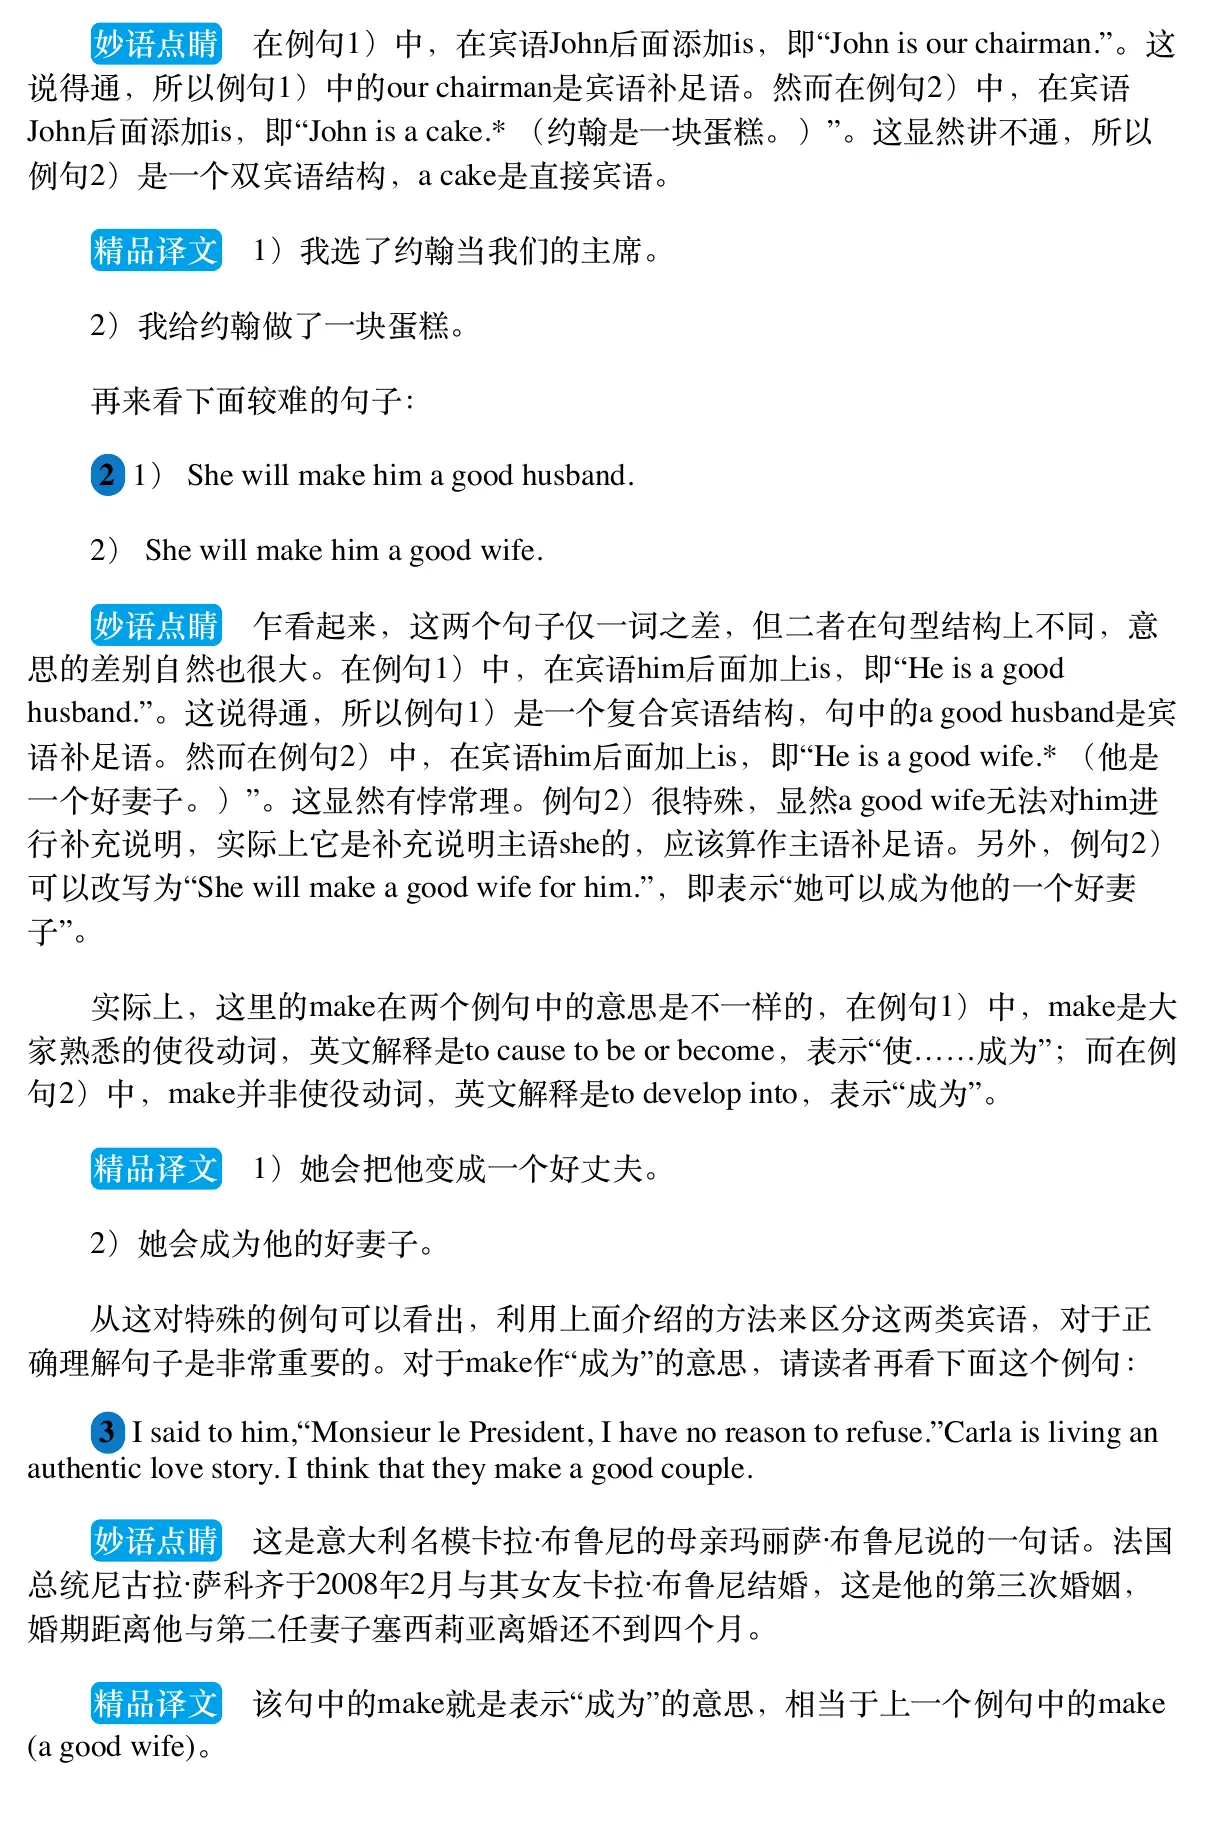 妙语点睛 在例句1）中，在宾语John后面添加is，即“John is our chairman.”。这
说得通，所以例句1）中的our chairman是宾语补足语。然而在例句2）中，在宾语
John后面添加is，即“John is a cake.* （约翰是一块蛋糕。）”。这显然讲不通，所以
例句2）是一个双宾语结构，a cake是直接宾语。
精品译文 1）我选了约翰当我们的主席。
2）我给约翰做了一块蛋糕。
再来看下面较难的句子：
2 1） She will make him a good husband.
2） She will make him a good wife.
妙语点睛 乍看起来，这两个句子仅一词之差，但二者在句型结构上不同，意
思的差别自然也很大。在例句1）中，在宾语him后面加上is，即“He is a good
husband.”。这说得通，所以例句1）是一个复合宾语结构，句中的a good husband是宾
语补足语。然而在例句2）中，在宾语him后面加上is，即“He is a good wife.* （他是
一个好妻子。）”。这显然有悖常理。例句2）很特殊，显然a good wife无法对him进
行补充说明，实际上它是补充说明主语she的，应该算作主语补足语。另外，例句2）
可以改写为“She will make a good wife for him.”，即表示“她可以成为他的一个好妻
子”。
实际上，这里的make在两个例句中的意思是不一样的，在例句1）中，make是大
家熟悉的使役动词，英文解释是to cause to be or become，表示“使……成为”；而在例
句2）中，make并非使役动词，英文解释是to develop into，表示“成为”。
精品译文 1）她会把他变成一个好丈夫。
2）她会成为他的好妻子。
从这对特殊的例句可以看出，利用上面介绍的方法来区分这两类宾语，对于正
确理解句子是非常重要的。对于make作“成为”的意思，请读者再看下面这个例句：
3 I said to him,“Monsieur le President, I have no reason to refuse.”Carla is living an
authentic love story. I think that they make a good couple.
妙语点睛 这是意大利名模卡拉·布鲁尼的母亲玛丽萨·布鲁尼说的一句话。法国
总统尼古拉·萨科齐于2008年2月与其女友卡拉·布鲁尼结婚，这是他的第三次婚姻，
婚期距离他与第二任妻子塞西莉亚离婚还不到四个月。
精品译文 该句中的make就是表示“成为”的意思，相当于上一个例句中的make
(a good wife)。